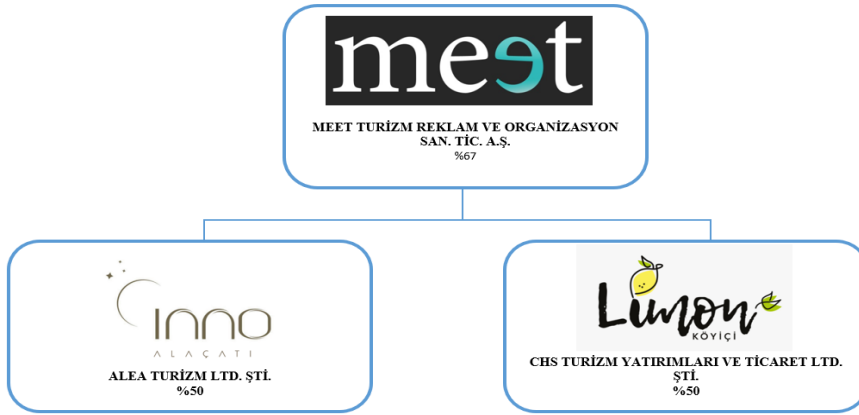 meet
MEET TURİZM REKLAM VE ORGANİZASYON
SAN. TİC. A.Ş.
%67
INNO
ALAÇATI
ALEA TURİZM LTD. ŞTİ.
%50
Limon
KÖYİÇİ
CHS TURİZM YATIRIMLARI VE TİCARET LTD.
ŞTİ.
%50